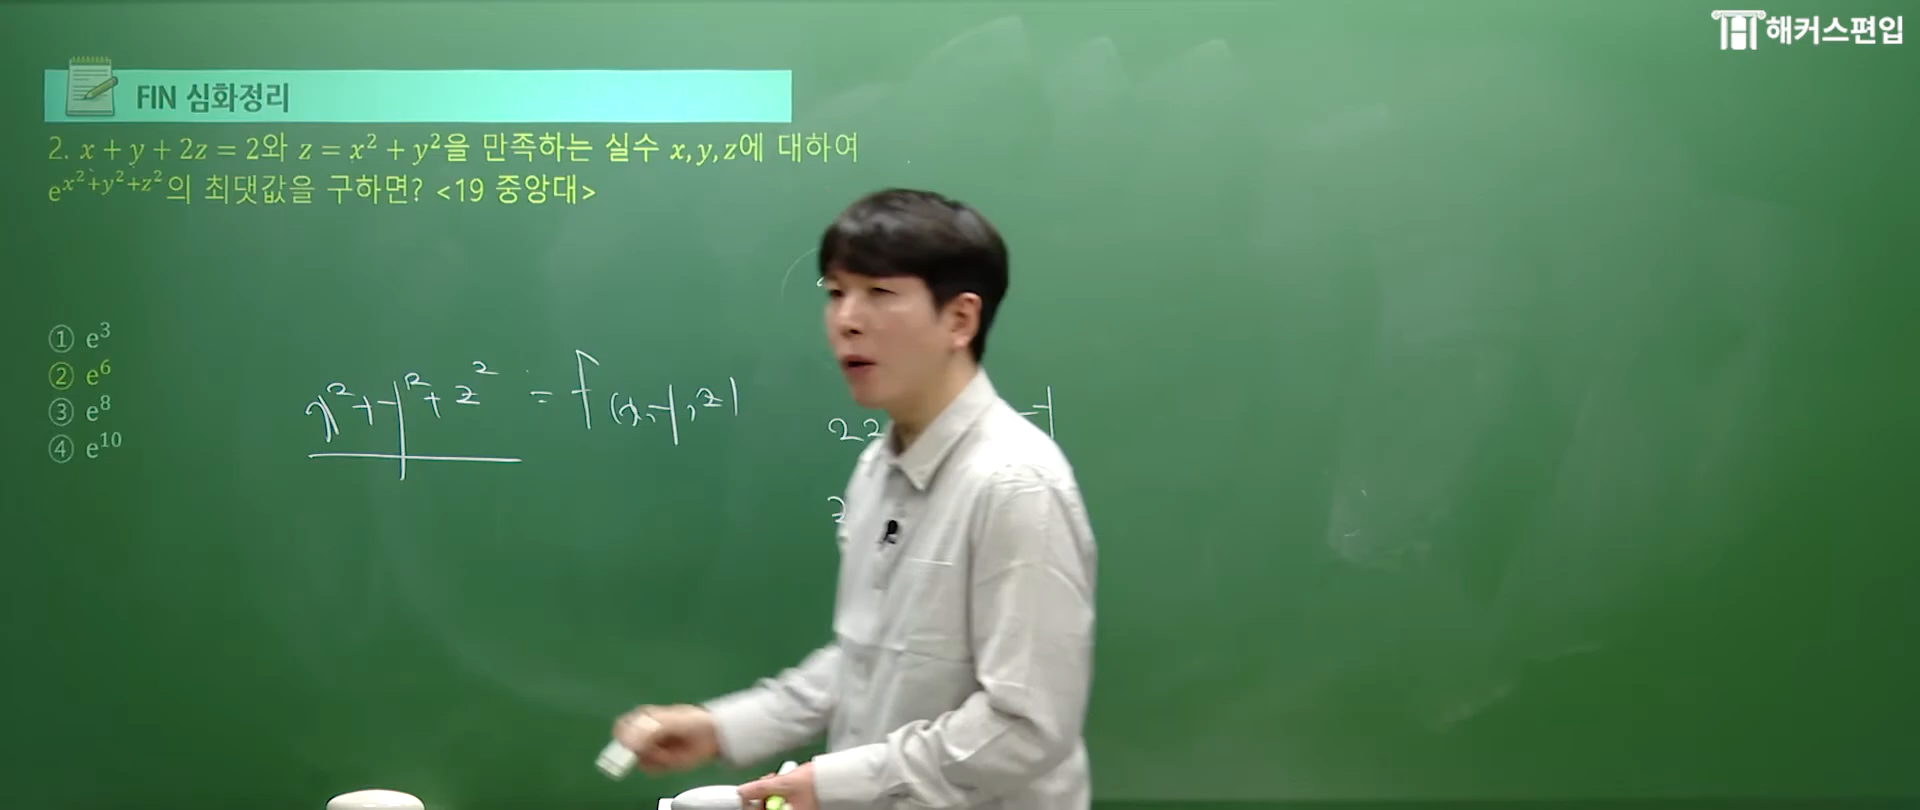 해커스편입
FIN 심화정리
2. x + y + 2z = 2와 z = x² + y²을 만족하는 실수 x, y, z에 대하여
e^{x²+y²+z²}의 최댓값을 구하면? <19 중앙대>
① e³
② e⁶
③ e⁸
④ e¹⁰
x² + y² + z² = f(x, y, z)